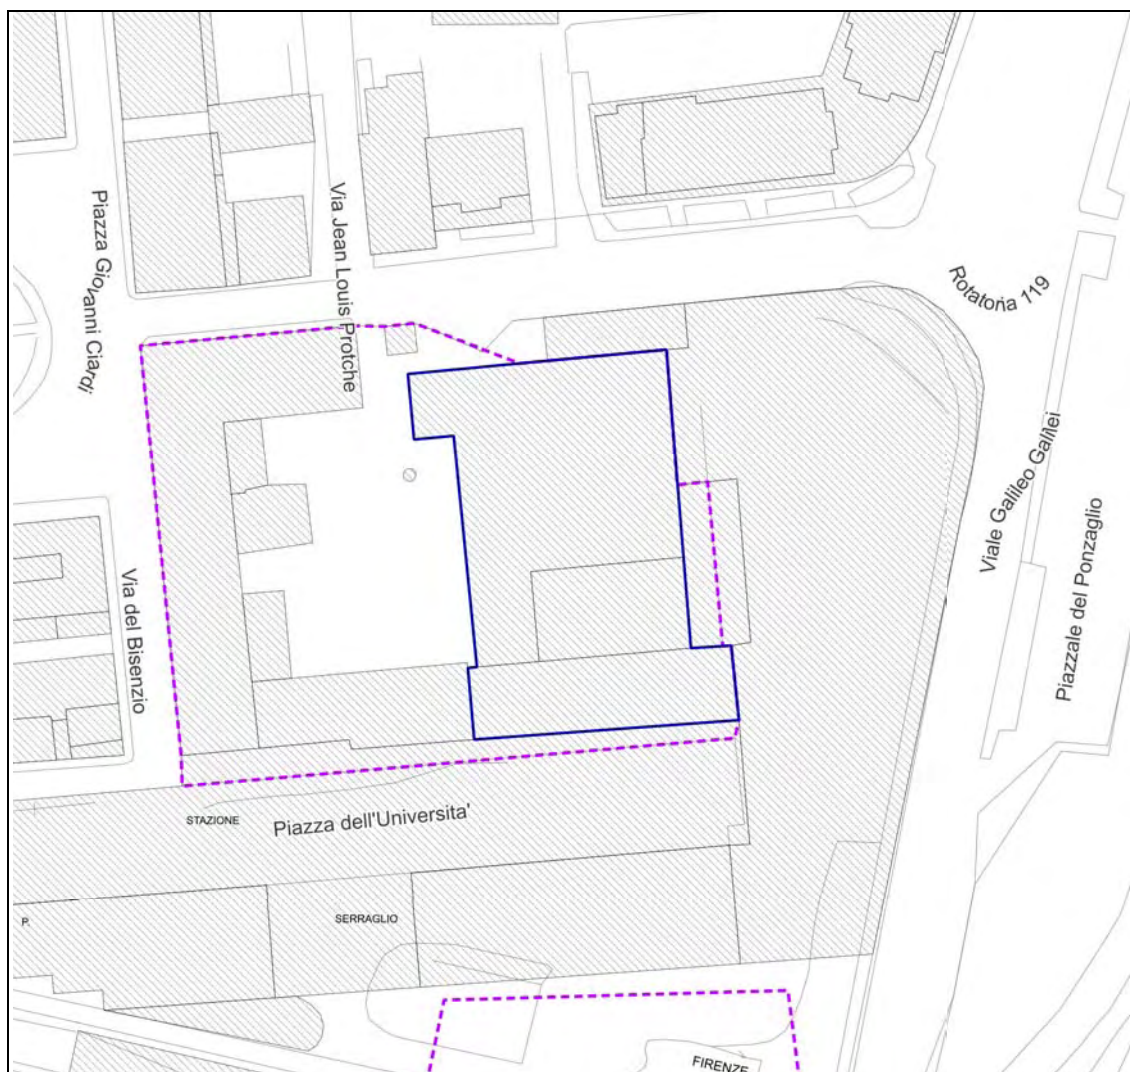 Piazza Giovanni Ciardi
Via Jean Louis Protche
Rotatoria 119
Viale Galileo Galilei
Piazzale del Ponzaglio
Via del Bisenzio
STAZIONE
Piazza dell'Universita'
P.
SERRAGLIO
FIRENZE